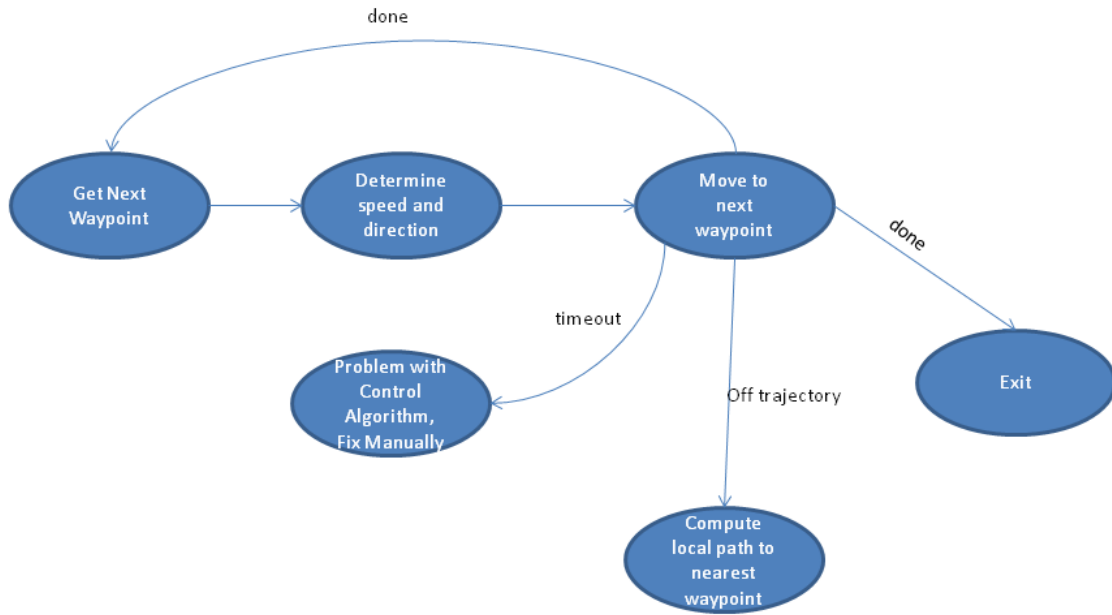 done
Get Next
Waypoint
Determine
speed and
direction
Move to
next
waypoint
done
timeout
Problem with
Control
Algorithm,
Fix Manually
Off trajectory
Exit
Compute
local path to
nearest
waypoint